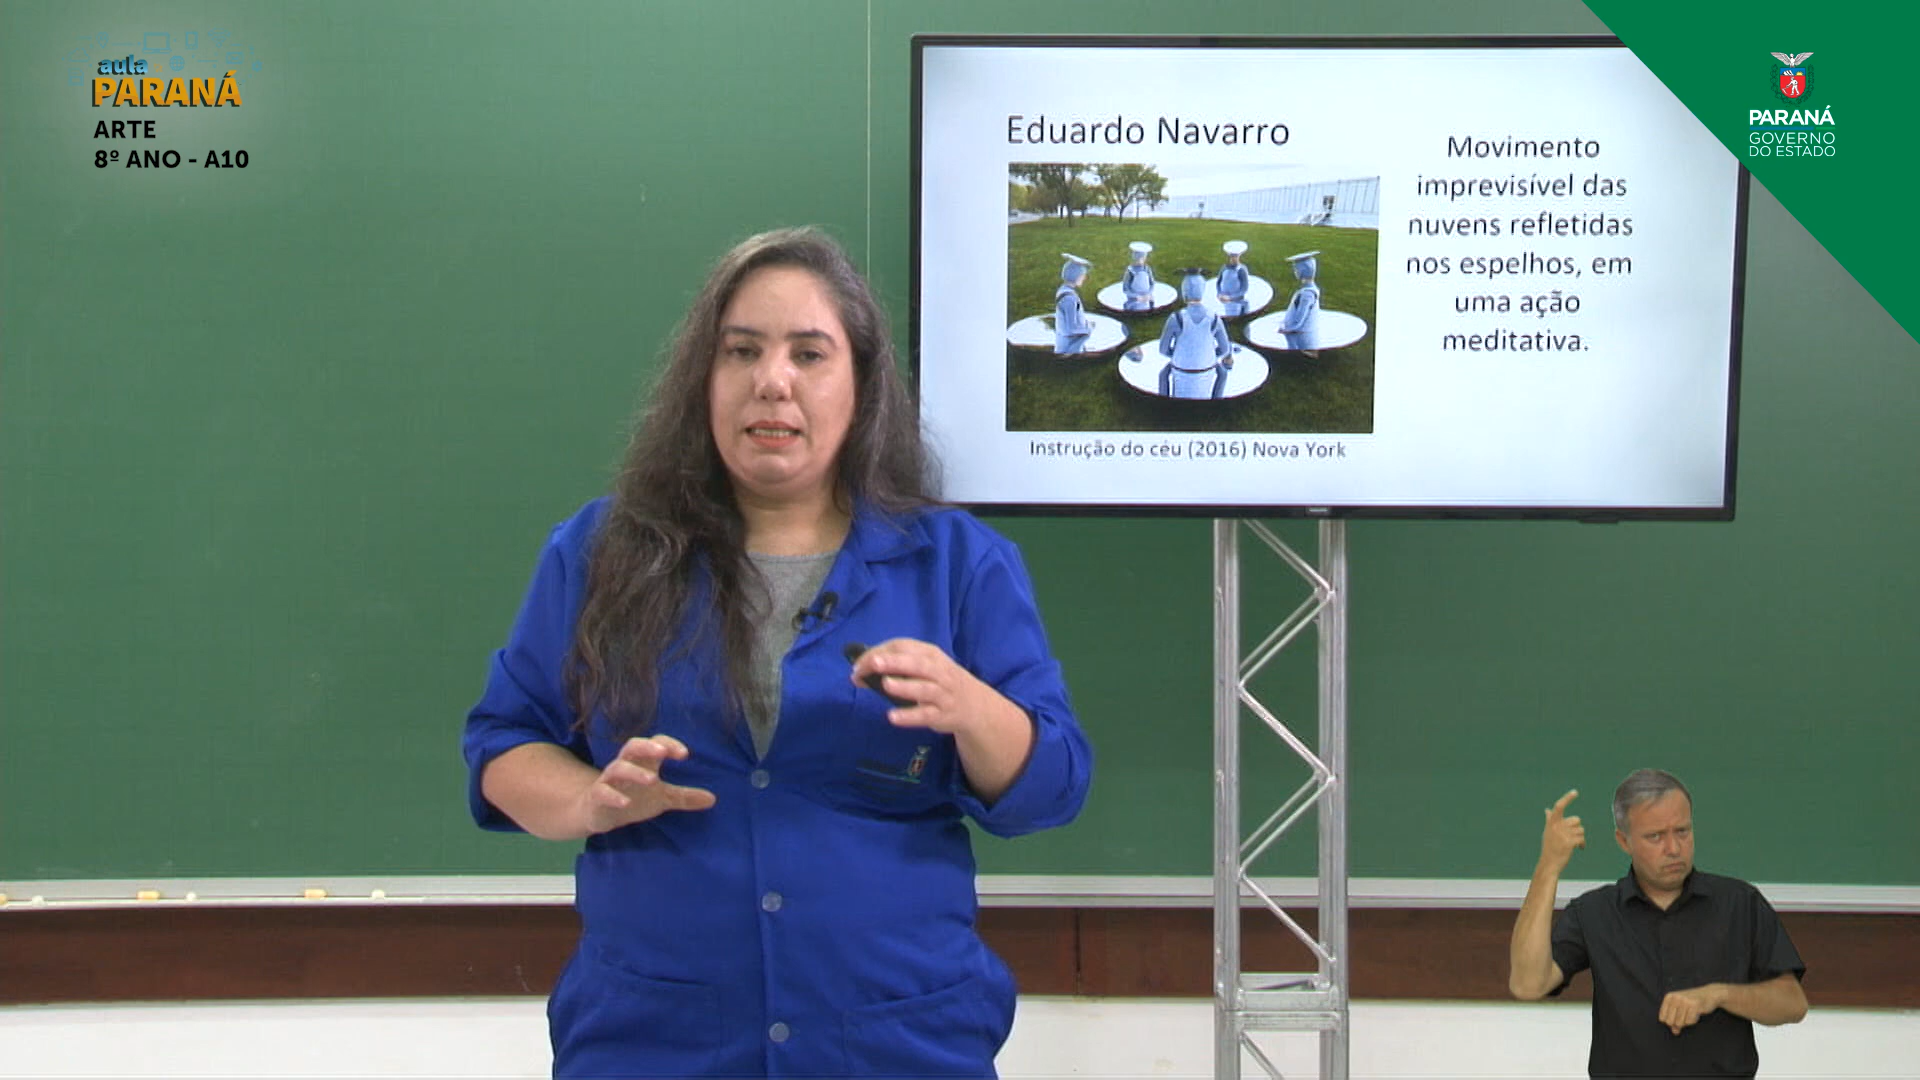 aula
PARANÁ
ARTE
8º ANO - A10
Eduardo Navarro
Instrução do céu (2016) Nova York
Movimento
imprevisível das
nuvens refletidas
nos espelhos, em
uma ação
meditativa.
PARANÁ
GOVERNO
DO ESTADO